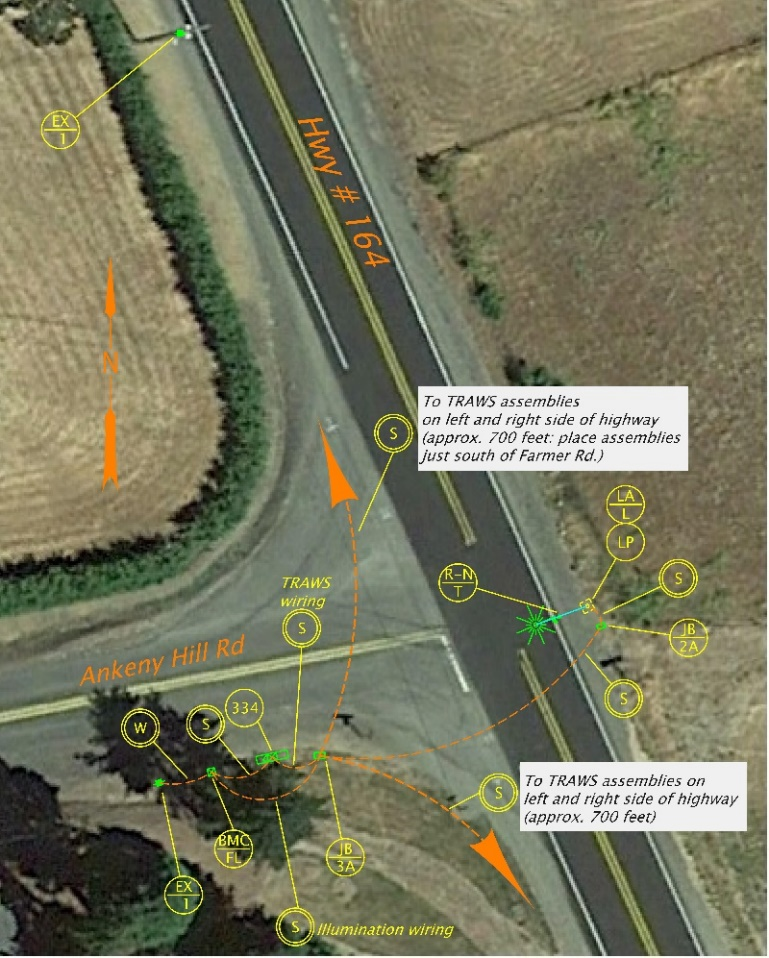 EX
1
Hwy # 164
N
To TRAWS assemblies
on left and right side of highway
(approx. 700 feet: place assemblies
just south of Farmer Rd.)
S
LA
L
LP
R-N
T
S
TRAWS
wiring
S
JB
2A
Ankeny Hill Rd
S
334
S
W
To TRAWS assemblies on
left and right side of highway
(approx. 700 feet)
S
BMC
FL
JB
3A
EX
1
S
Illumination wiring